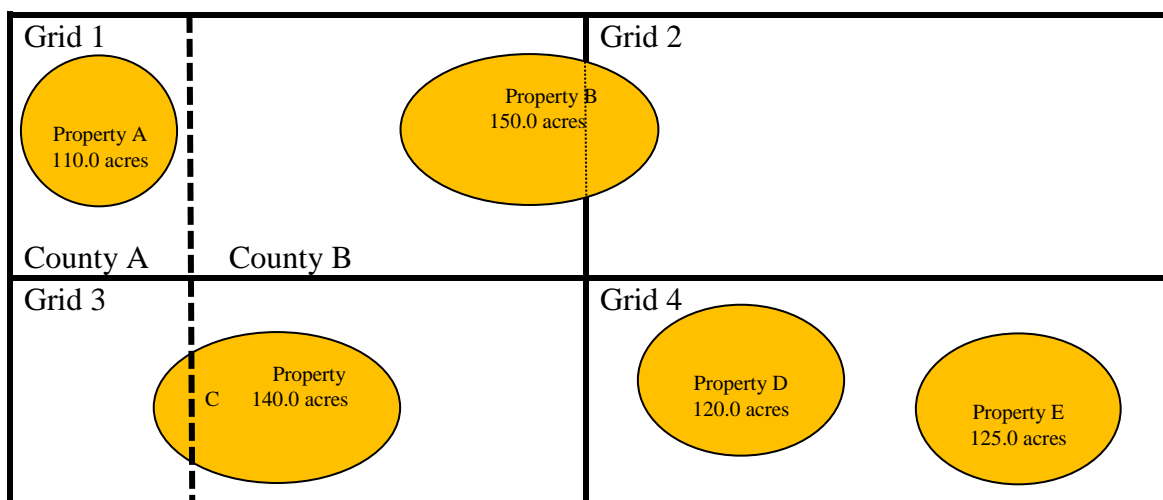 Grid 1
Grid 2
Property A
110.0 acres
Property B
150.0 acres
County A
County B
Grid 3
Grid 4
Property
C 140.0 acres
Property D
120.0 acres
Property E
125.0 acres